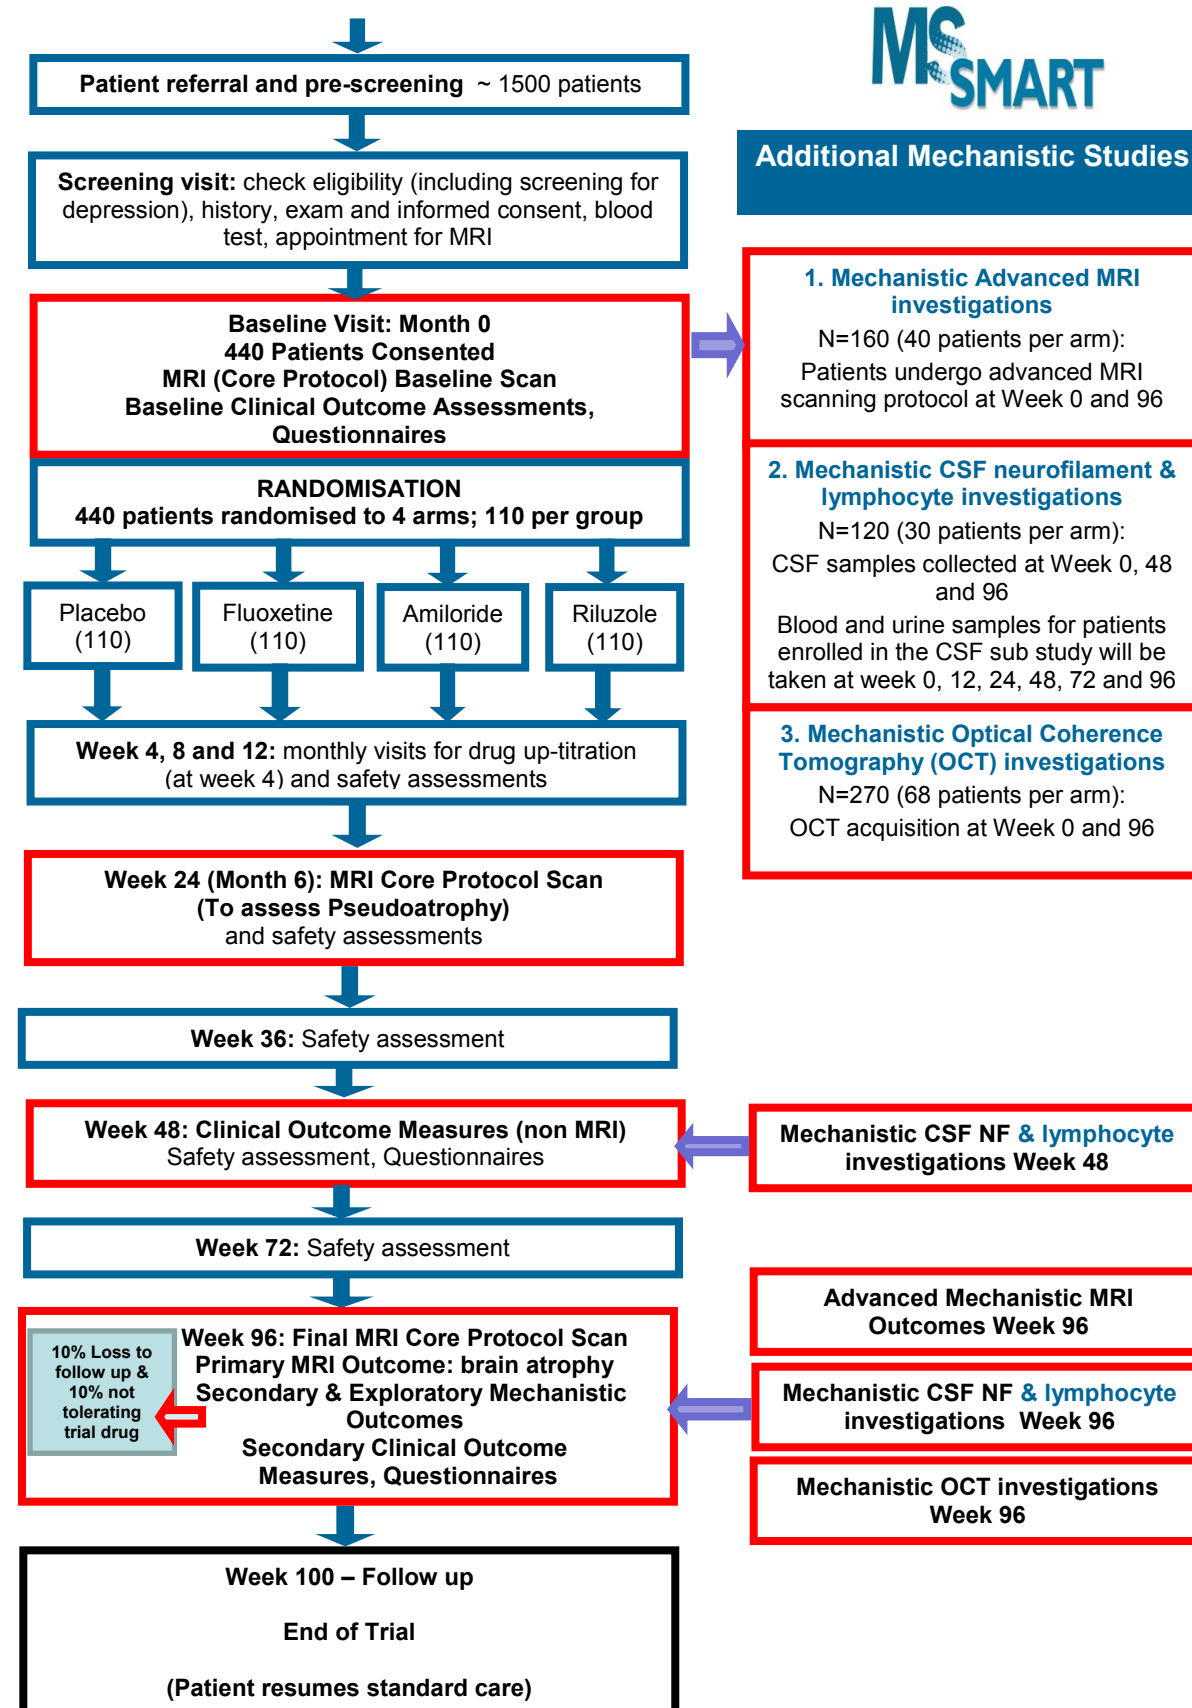 Patient referral and pre-screening ~ 1500 patients
Screening visit: check eligibility (including screening for
depression), history, exam and informed consent, blood
test, appointment for MRI
Baseline Visit: Month 0
440 Patients Consented
MRI (Core Protocol) Baseline Scan
Baseline Clinical Outcome Assessments,
Questionnaires
RANDOMISATION
440 patients randomised to 4 arms; 110 per group
Placebo
(110)
Fluoxetine
(110)
Amiloride
(110)
Riluzole
(110)
Week 4, 8 and 12: monthly visits for drug up-titration
(at week 4) and safety assessments
Week 24 (Month 6): MRI Core Protocol Scan
(To assess Pseudoatrophy)
and safety assessments
Week 36: Safety assessment
Week 48: Clinical Outcome Measures (non MRI)
Safety assessment, Questionnaires
Week 72: Safety assessment
10% Loss to
follow up &
10% not
tolerating
trial drug
Week 96: Final MRI Core Protocol Scan
Primary MRI Outcome: brain atrophy
Secondary & Exploratory Mechanistic
Outcomes
Secondary Clinical Outcome
Measures, Questionnaires
Week 100 – Follow up
End of Trial
(Patient resumes standard care)
MS
SMART
Additional Mechanistic Studies
1. Mechanistic Advanced MRI
investigations
N=160 (40 patients per arm):
Patients undergo advanced MRI
scanning protocol at Week 0 and 96
2. Mechanistic CSF neurofilament &
lymphocyte investigations
N=120 (30 patients per arm):
CSF samples collected at Week 0, 48
and 96
Blood and urine samples for patients
enrolled in the CSF sub study will be
taken at week 0, 12, 24, 48, 72 and 96
3. Mechanistic Optical Coherence
Tomography (OCT) investigations
N=270 (68 patients per arm):
OCT acquisition at Week 0 and 96
Mechanistic CSF NF & lymphocyte
investigations Week 48
Advanced Mechanistic MRI
Outcomes Week 96
Mechanistic CSF NF & lymphocyte
investigations Week 96
Mechanistic OCT investigations
Week 96